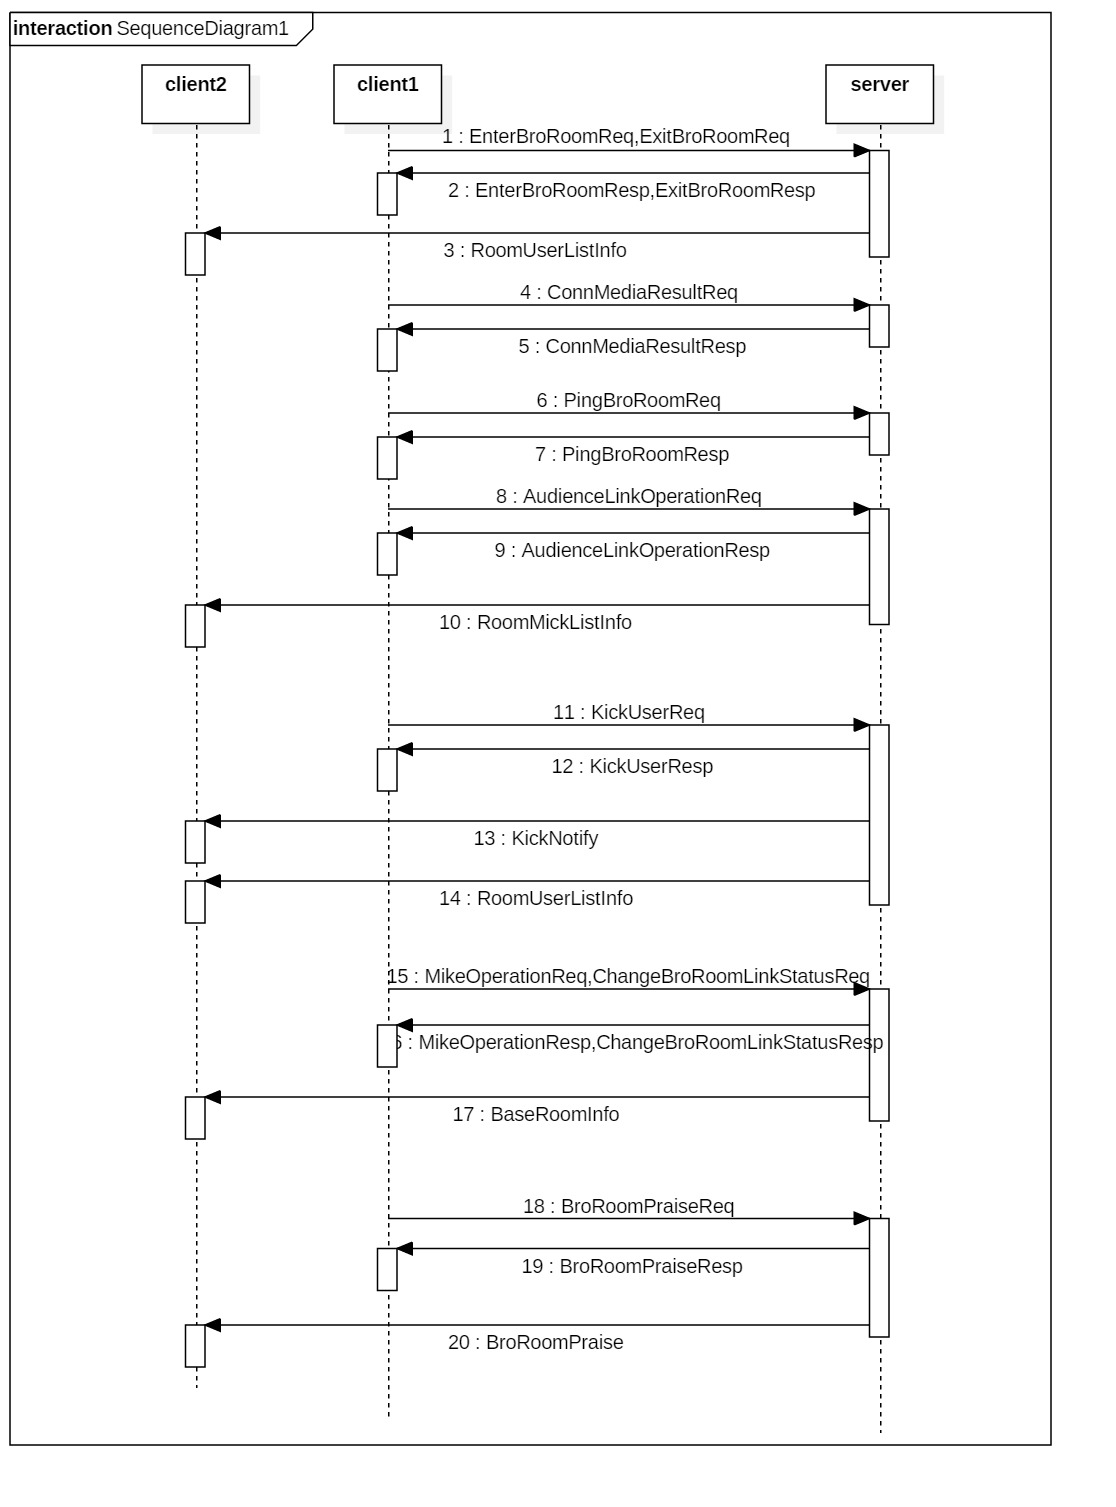 interaction SequenceDiagram1
client2
client1
server
1 : EnterBroRoomReq,ExitBroRoomReq
2 : EnterBroRoomResp,ExitBroRoomResp
3 : RoomUserListInfo
4 : ConnMediaResultReq
5 : ConnMediaResultResp
6 : PingBroRoomReq
7 : PingBroRoomResp
8 : AudienceLinkOperationReq
9 : AudienceLinkOperationResp
10 : RoomMickListInfo
11 : KickUserReq
12 : KickUserResp
13 : KickNotify
14 : RoomUserListInfo
15 : MikeOperationReq,ChangeBroRoomLinkStatusReq
6 : MikeOperationResp,ChangeBroRoomLinkStatusResp
17 : BaseRoomInfo
18 : BroRoomPraiseReq
19 : BroRoomPraiseResp
20 : BroRoomPraise